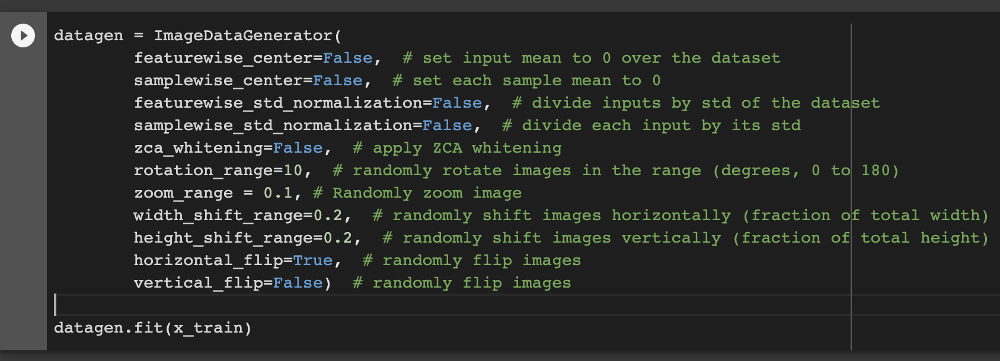 datagen = ImageDataGenerator(
        featurewise_center=False,  # set input mean to 0 over the dataset
        samplewise_center=False,  # set each sample mean to 0
        featurewise_std_normalization=False,  # divide inputs by std of the dataset
        samplewise_std_normalization=False,  # divide each input by its std
        zca_whitening=False,  # apply ZCA whitening
        rotation_range=10,  # randomly rotate images in the range (degrees, 0 to 180)
        zoom_range = 0.1, # Randomly zoom image
        width_shift_range=0.2,  # randomly shift images horizontally (fraction of total width)
        height_shift_range=0.2,  # randomly shift images vertically (fraction of total height)
        horizontal_flip=True,  # randomly flip images
        vertical_flip=False)  # randomly flip images
datagen.fit(x_train)